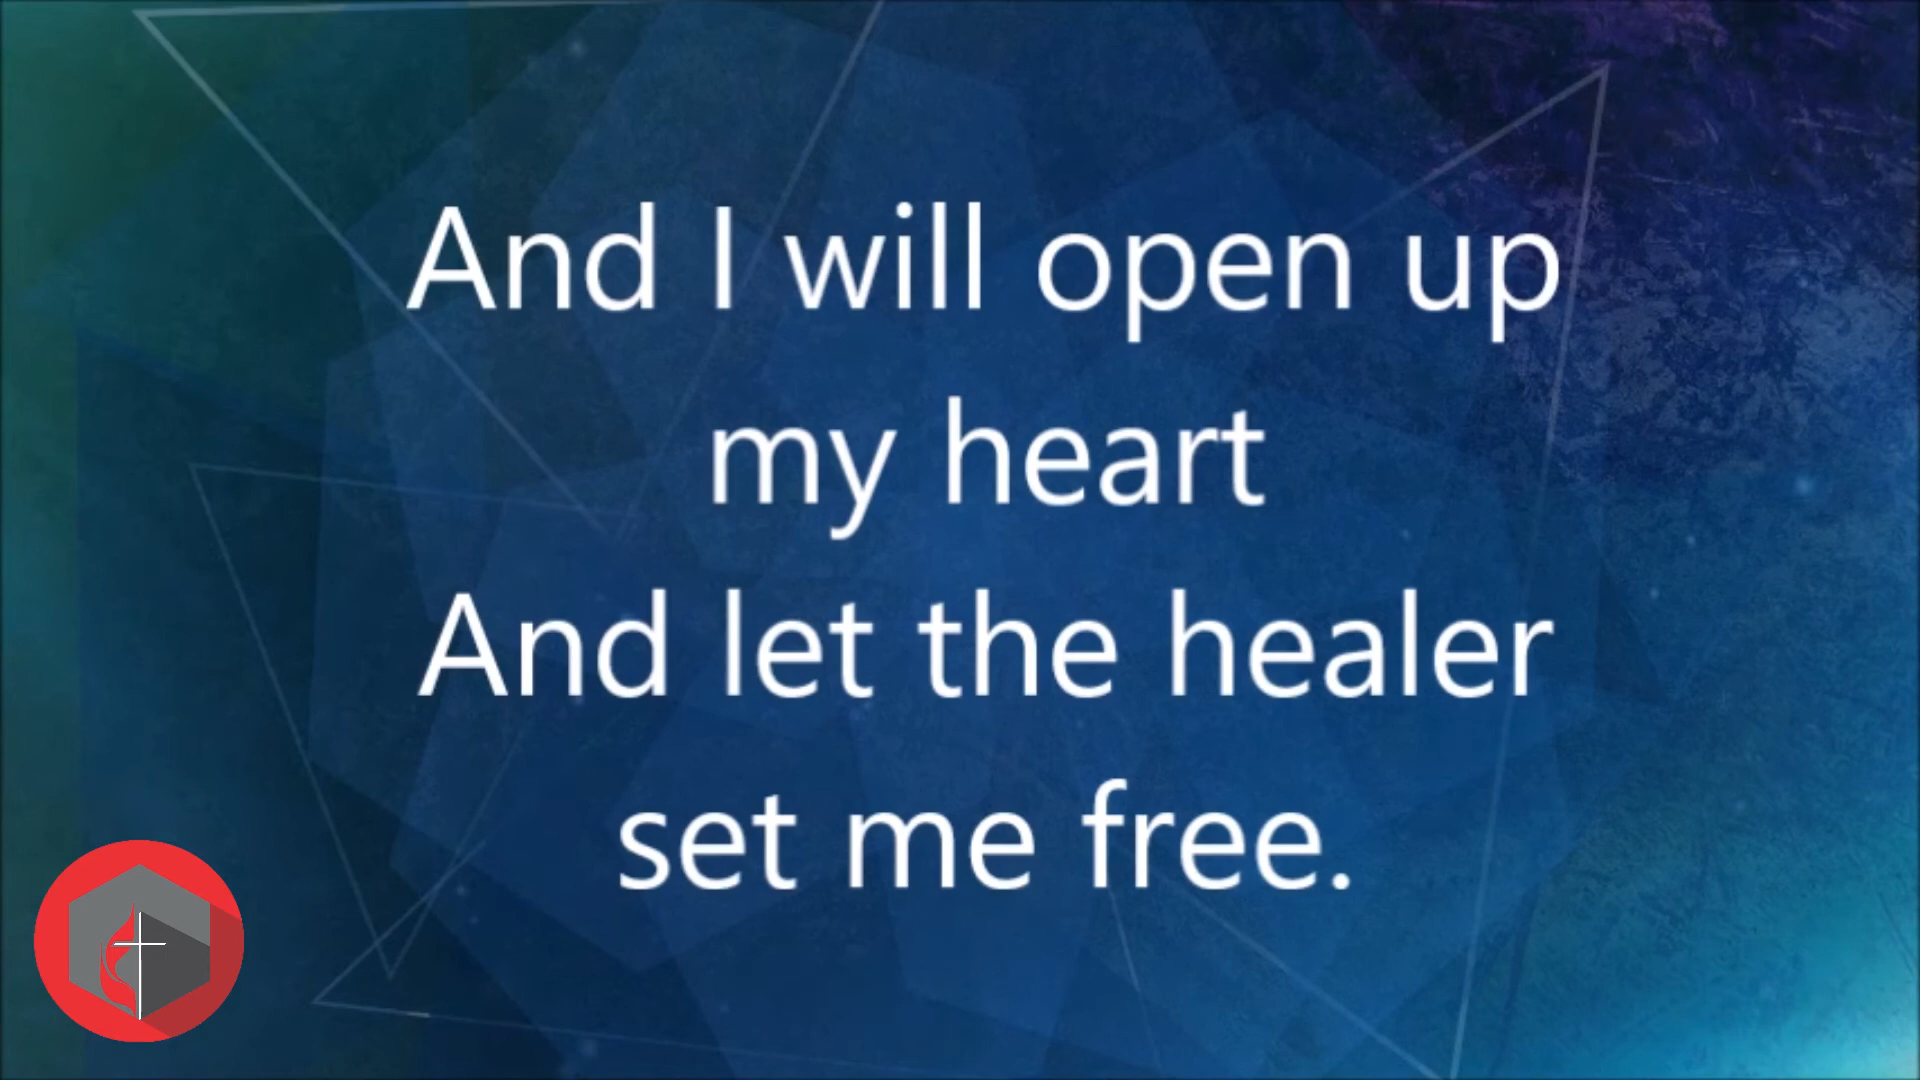 And I will open up
my heart
And let the healer
set me free.